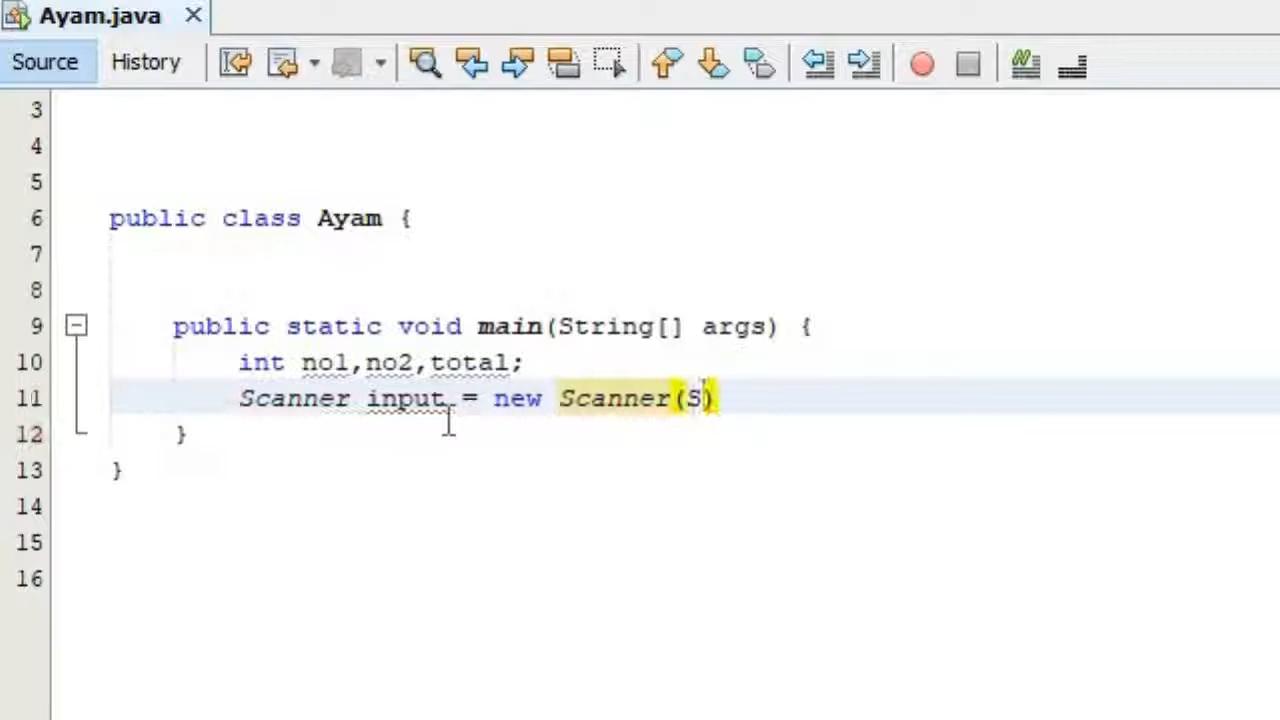 Ayam.java
Source History
3
4
5
6 public class Ayam {
7
8
9 public static void main(String[] args) {
10 int no1,no2,total;
11 Scanner input = new Scanner(S)
12 }
13 }
14
15
16